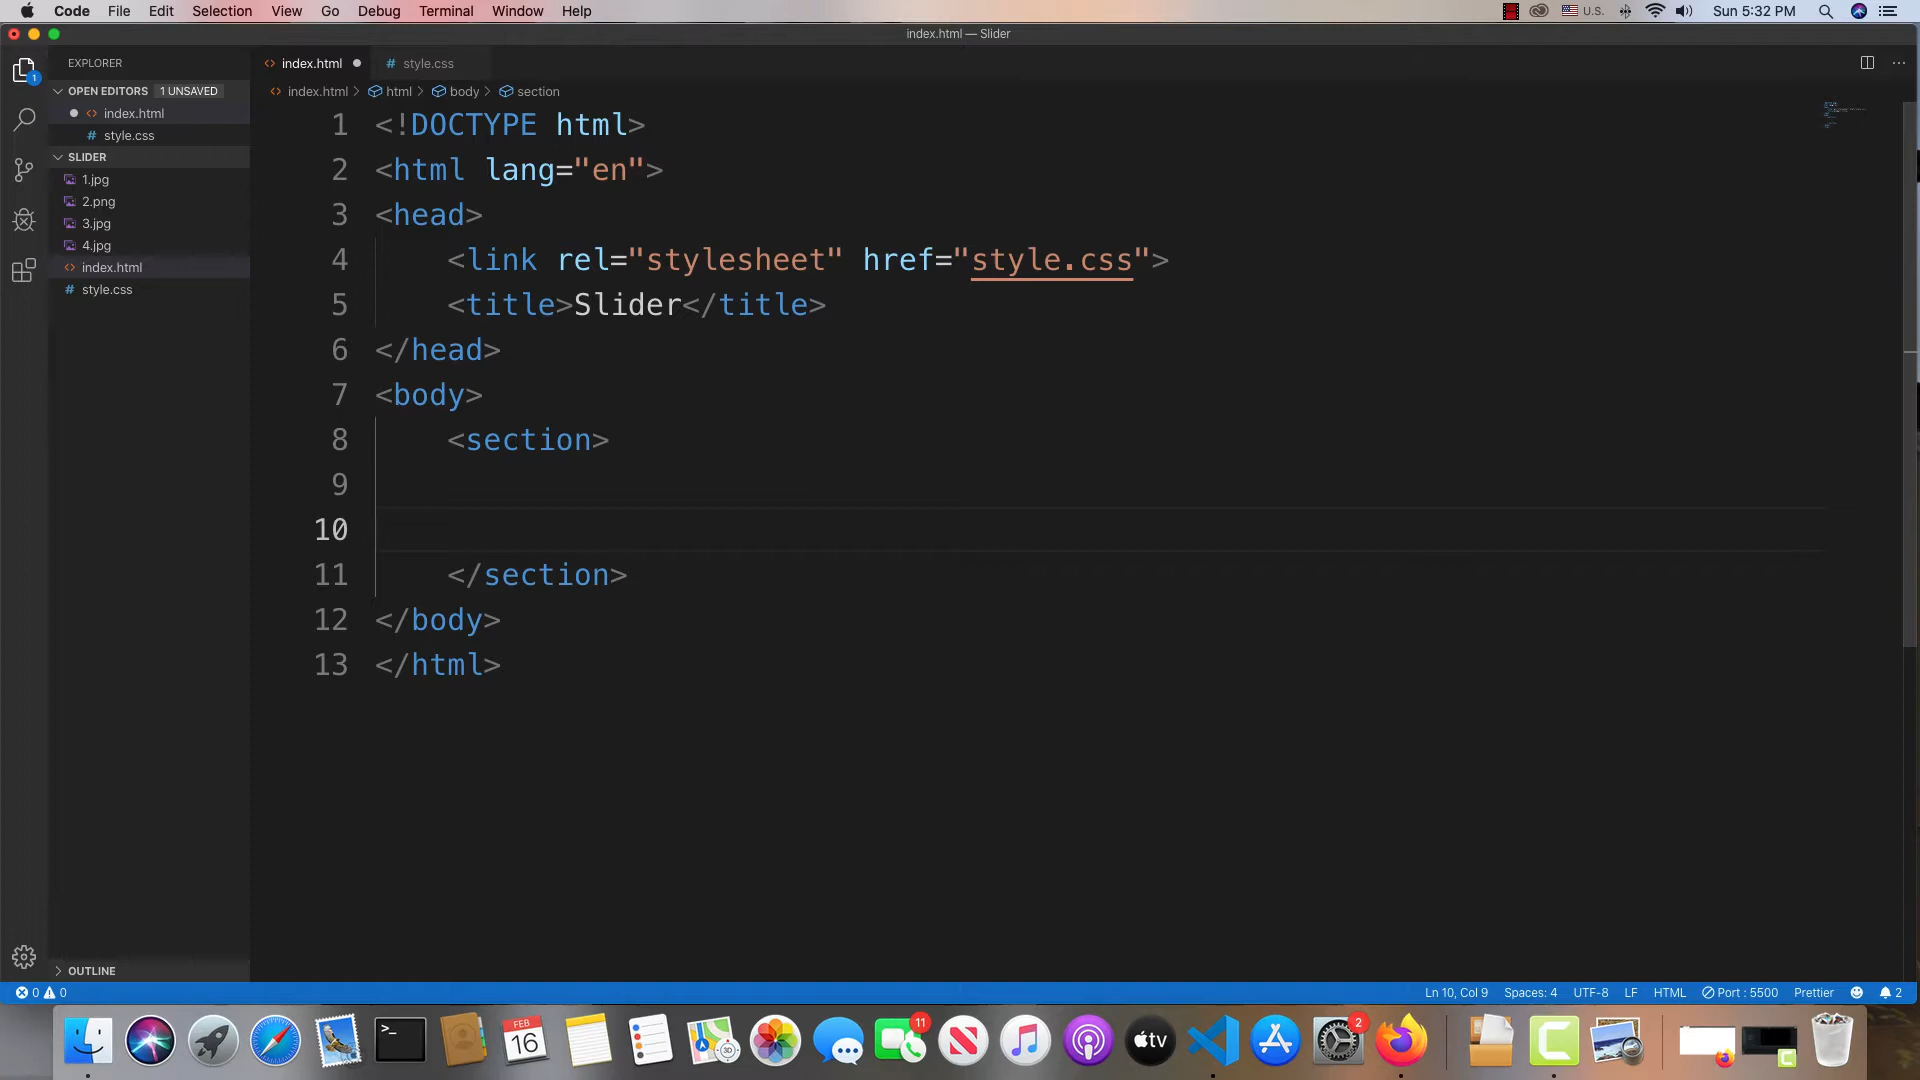 Code File Edit Selection View Go Debug Terminal Window Help U.S. Sun 5:32 PM
index.html — Slider
EXPLORER
index.html
style.css
OPEN EDITORS 1 UNSAVED
index.html > html > body > section
index.html
style.css
SLIDER
1.jpg
2.png
3.jpg
4.jpg
index.html
style.css
1 <!DOCTYPE html>
2 <html lang="en">
3 <head>
4 <link rel="stylesheet" href="style.css">
5 <title>Slider</title>
6 </head>
7 <body>
8 <section>
9
10
11 </section>
12 </body>
13 </html>
OUTLINE
0 0 Ln 10, Col 9 Spaces: 4 UTF-8 LF HTML Port : 5500 Prettier 2
1
>_
FEB
16
3D
11
tv
2